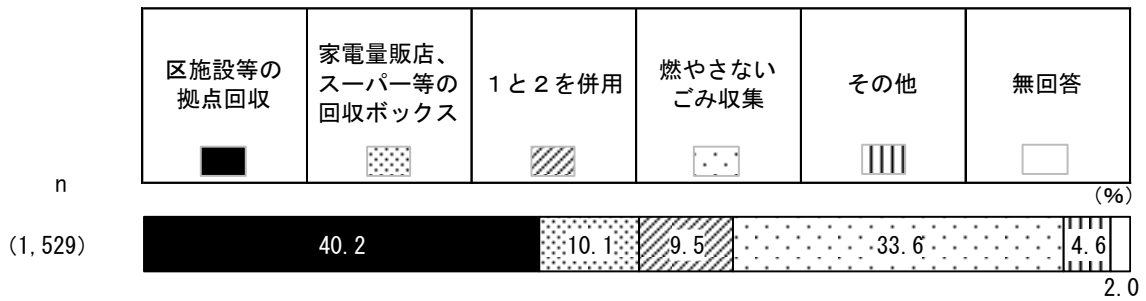 区施設等の
拠点回収
家電量販店、
スーパー等の
回収ボックス
１と２を併用
燃やさない
ごみ収集
その他
無回答
n
(%)
(1,529)
40.2
10.1
9.5
33.6
4.6
2.0